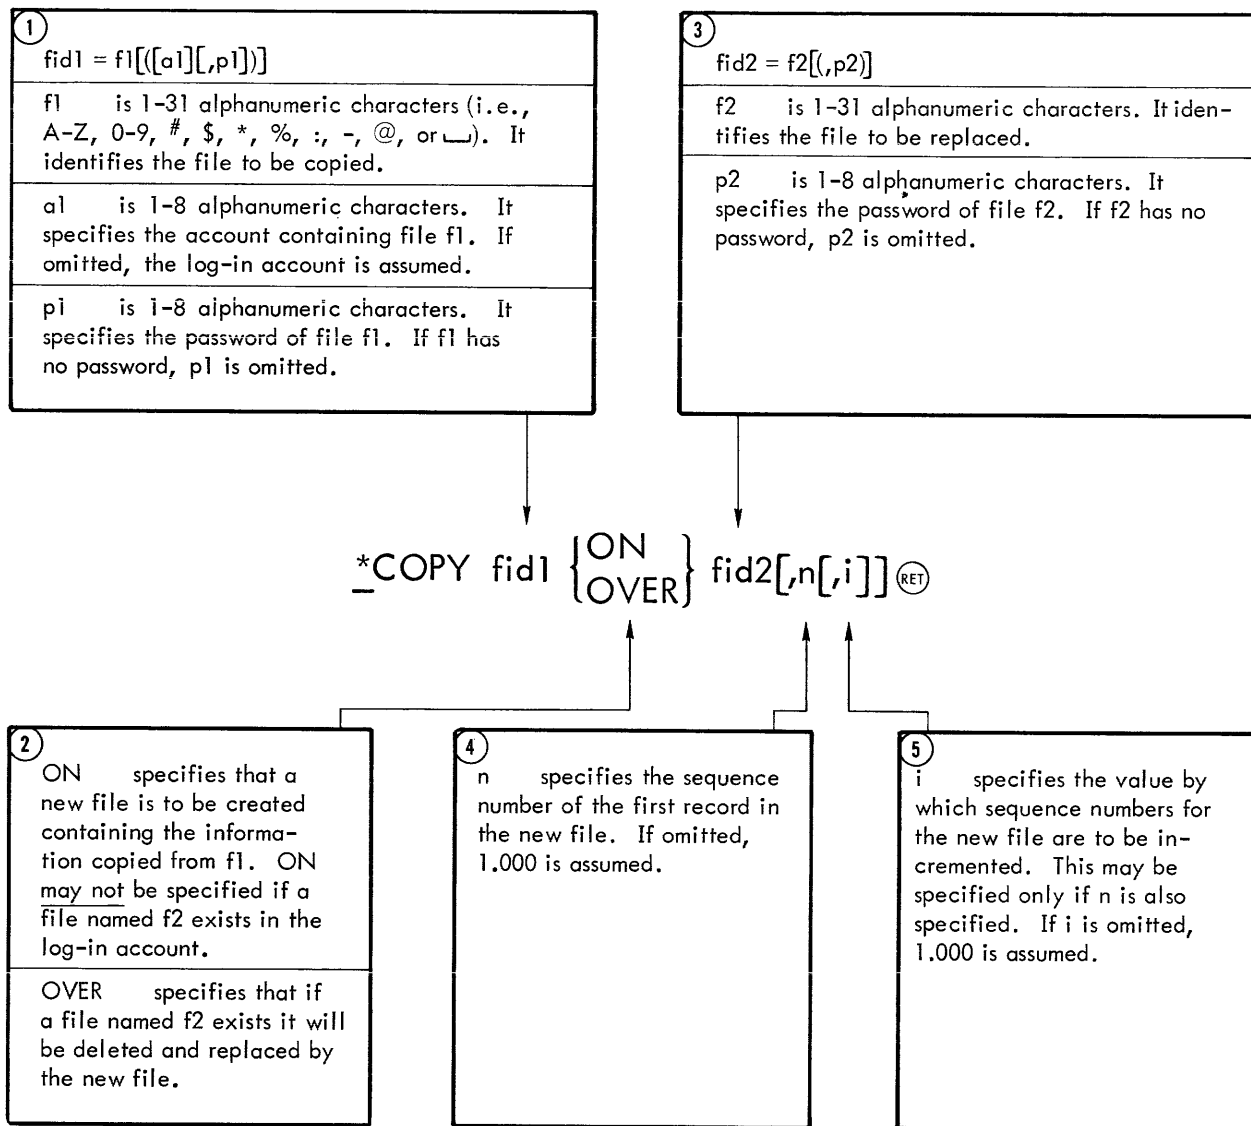 1
fid1 = f1[([a1][,p1])]
f1 is 1-31 alphanumeric characters (i.e.,
A-Z, 0-9, #, $, *, %, :, -, @, or ⌴). It
identifies the file to be copied.
a1 is 1-8 alphanumeric characters. It
specifies the account containing file f1. If
omitted, the log-in account is assumed.
p1 is 1-8 alphanumeric characters. It
specifies the password of file f1. If f1 has
no password, p1 is omitted.
3
fid2 = f2[(,p2)]
f2 is 1-31 alphanumeric characters. It iden-
tifies the file to be replaced.
p2 is 1-8 alphanumeric characters. It
specifies the password of file f2. If f2 has no
password, p2 is omitted.
*COPY fid1 {ON
OVER} fid2[,n[,i]] RET
2
ON specifies that a
new file is to be created
containing the informa-
tion copied from f1. ON
may not be specified if a
file named f2 exists in the
log-in account.
OVER specifies that if
a file named f2 exists it will
be deleted and replaced by
the new file.
4
n specifies the sequence
number of the first record in
the new file. If omitted,
1.000 is assumed.
5
i specifies the value by
which sequence numbers for
the new file are to be in-
cremented. This may be
specified only if n is also
specified. If i is omitted,
1.000 is assumed.